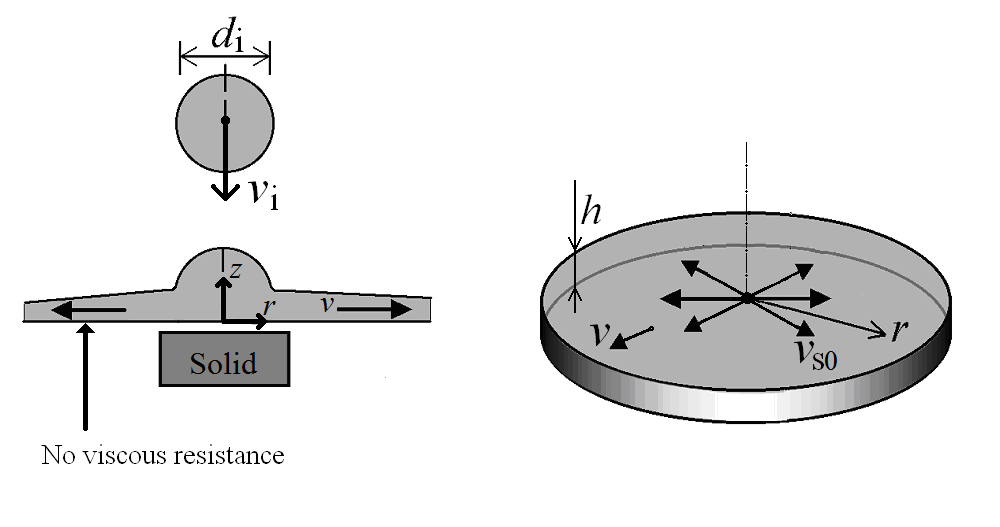 di
vi
z
r
v
Solid
No viscous resistance
h
v
r
vS0